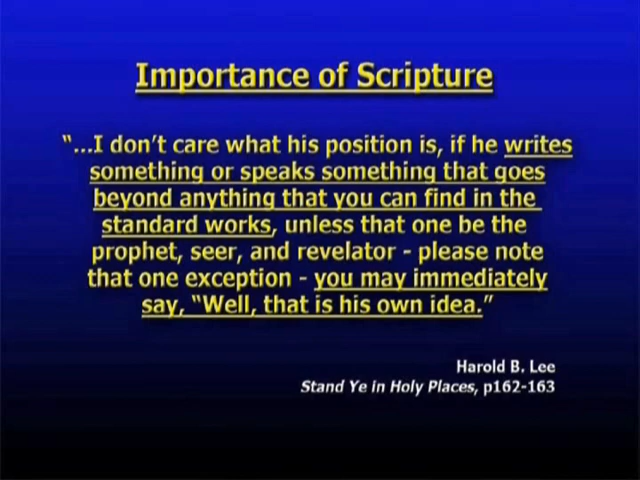 Importance of Scripture
“...I don’t care what his position is, if he writes
something or speaks something that goes
beyond anything that you can find in the
standard works, unless that one be the
prophet, seer, and revelator - please note
that one exception - you may immediately
say, “Well, that is his own idea.”
Harold B. Lee
Stand Ye in Holy Places, p162-163